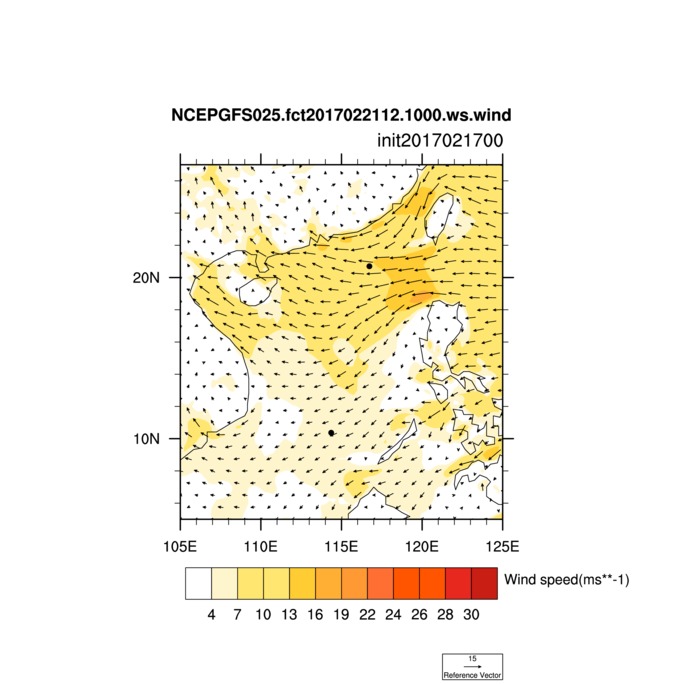 NCEPGFS025.fct2017022112.1000.ws.wind
init2017021700
20N
10N
105E 110E 115E 120E 125E
Wind speed(ms**-1)
4 7 10 13 16 19 22 24 26 28 30
15
Reference Vector